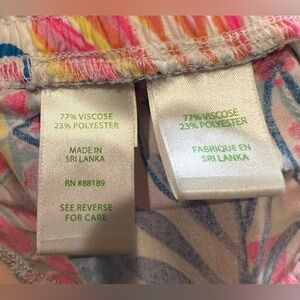 77% VISCOSE
23% POLYESTER
MADE IN
SRI LANKA
RN #88189
SEE REVERSE
FOR CARE
77% VISCOSE
23% POLYESTER
FABRIQUE EN
SRI LANKA